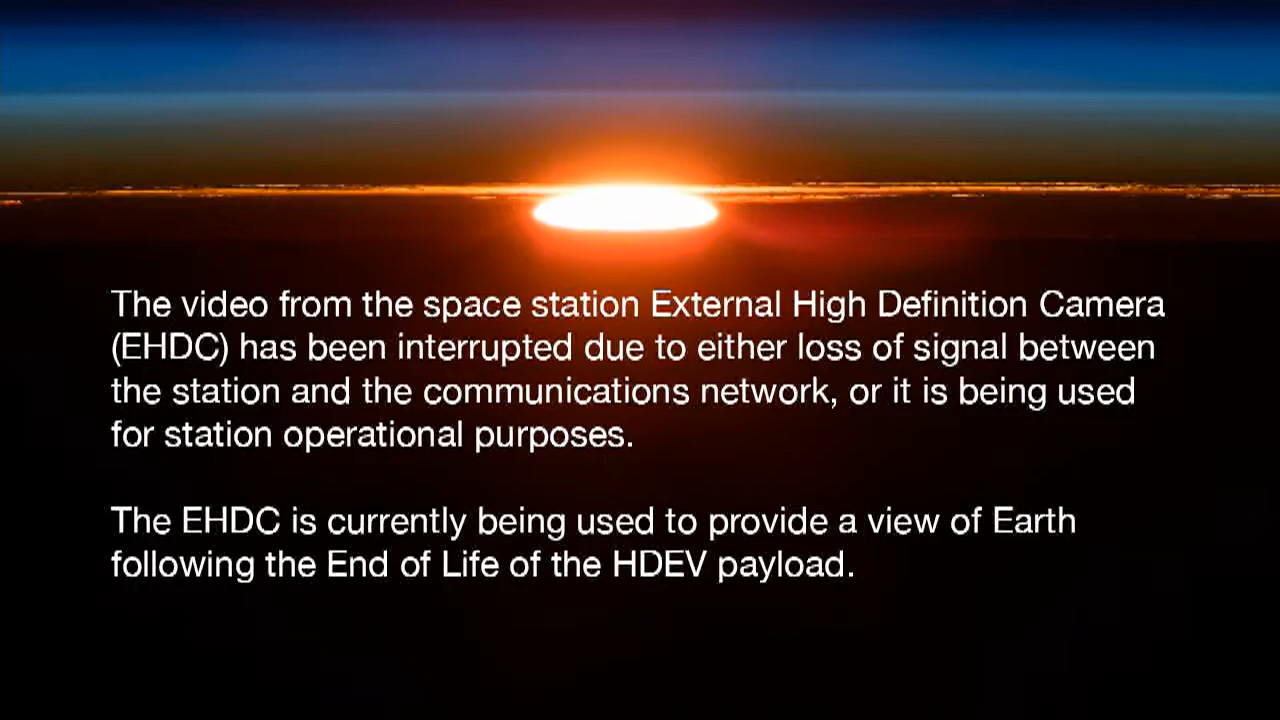 The video from the space station External High Definition Camera
(EHDC) has been interrupted due to either loss of signal between
the station and the communications network, or it is being used
for station operational purposes.
The EHDC is currently being used to provide a view of Earth
following the End of Life of the HDEV payload.